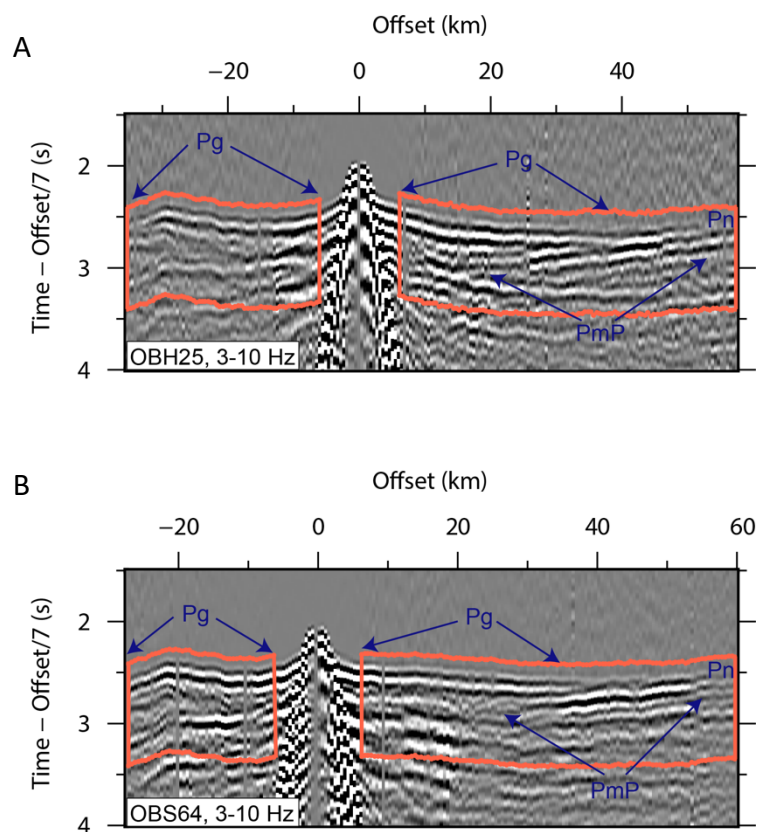 A
Offset (km)
−20 0 20 40
Time – Offset/7 (s)
2
3
4
Pg
Pg
Pn
PmP
OBH25, 3-10 Hz
B
Offset (km)
−20 0 20 40 60
Time – Offset/7 (s)
2
3
4
Pg
Pg
Pn
PmP
OBS64, 3-10 Hz